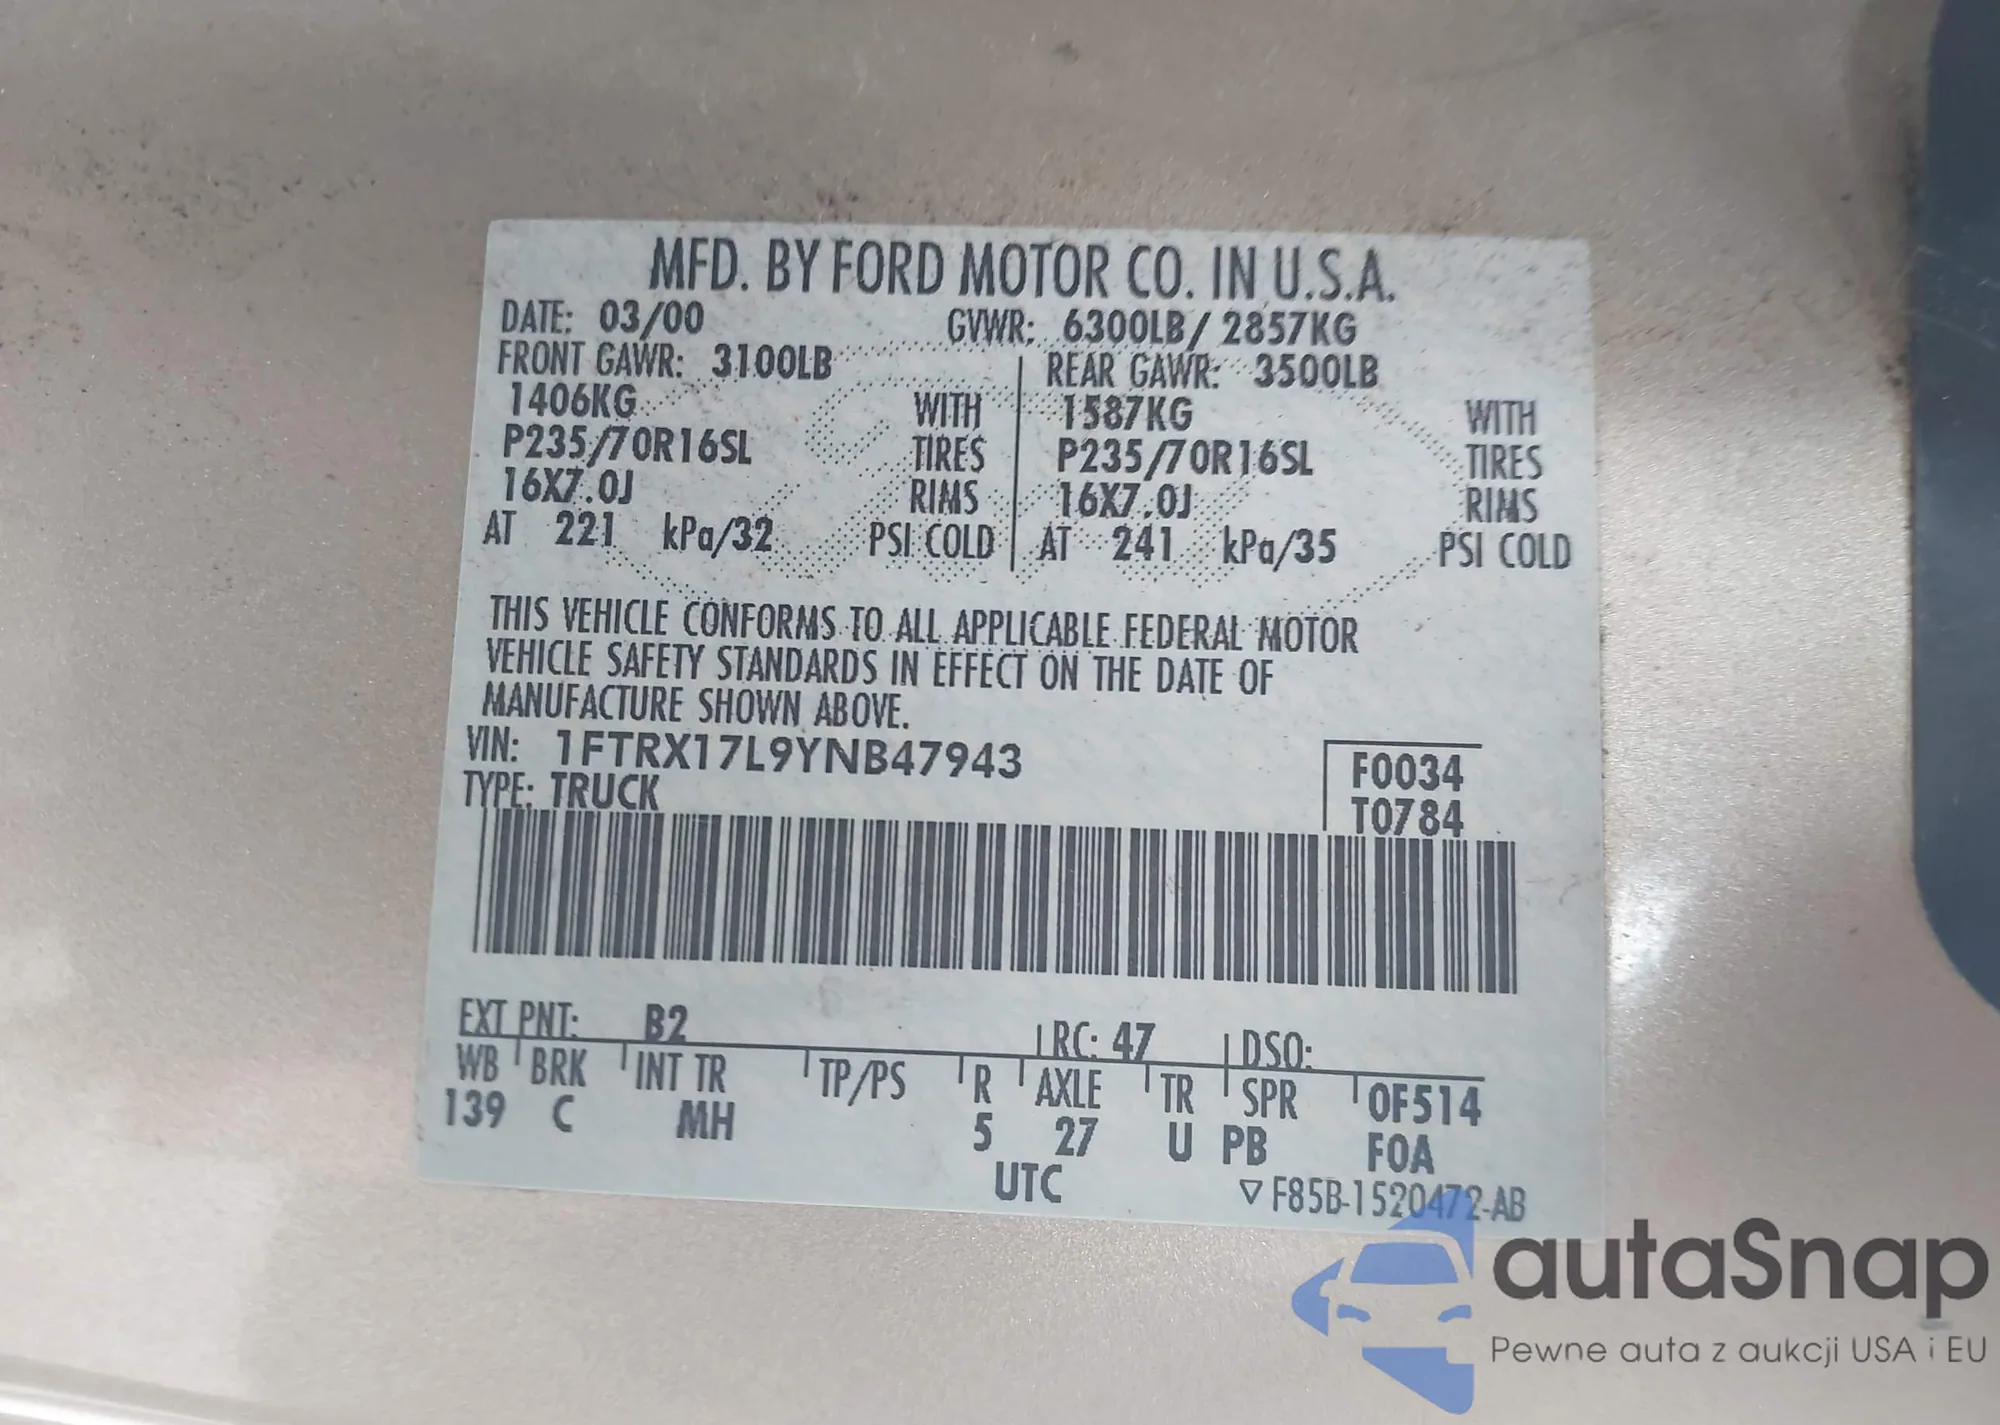 MFD. BY FORD MOTOR CO. IN U.S.A.
DATE: 03/00 GVWR: 6300LB/ 2857KG
FRONT GAWR: 3100LB REAR GAWR: 3500LB
1406KG WITH 1587KG WITH
P235/70R16SL TIRES P235/70R16SL TIRES
16X7.0J RIMS 16X7.0J RIMS
AT 221 kPa/32 PSI COLD AT 241 kPa/35 PSI COLD
THIS VEHICLE CONFORMS TO ALL APPLICABLE FEDERAL MOTOR
VEHICLE SAFETY STANDARDS IN EFFECT ON THE DATE OF
MANUFACTURE SHOWN ABOVE.
VIN: 1FTRX17L9YNB47943 F0034
TYPE: TRUCK T0784
EXT PNT: B2 RC: 47 DSO:
WB BRK INT TR TP/PS R AXLE TR SPR 0F514
139 C MH 5 27 U PB F0A
UTC ▽ F85B-1520472-AB
autaSnap
Pewne auta z aukcji USA i EU